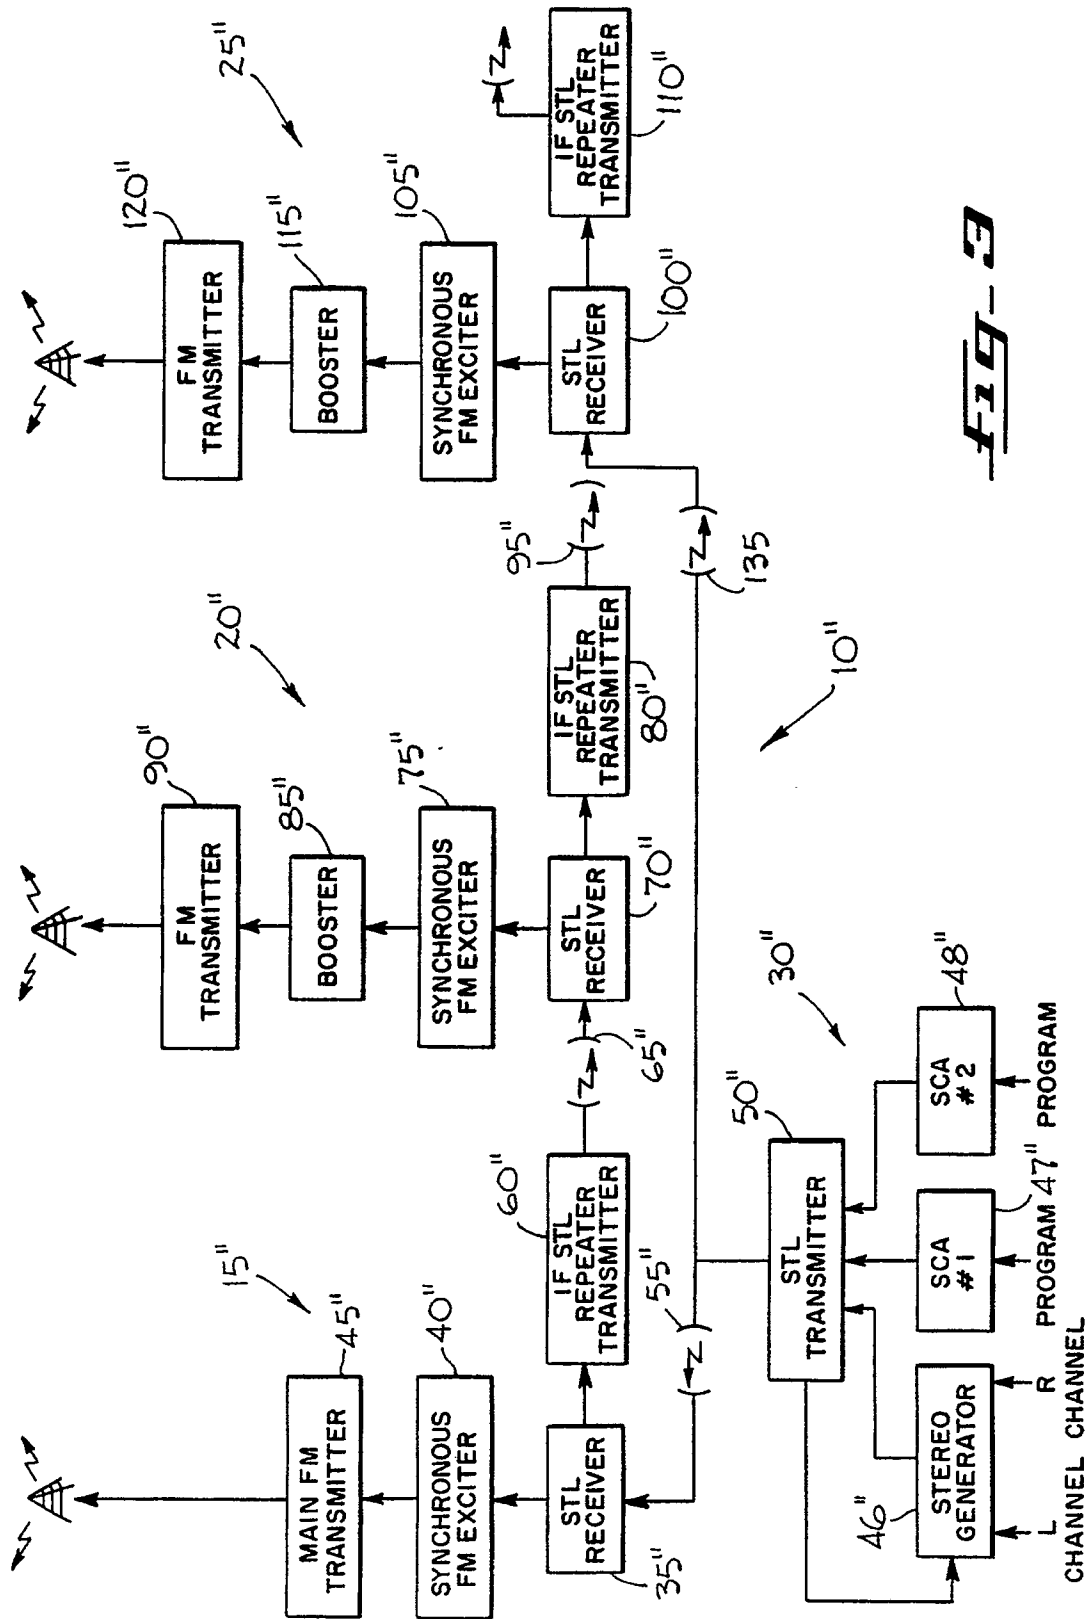 15"
MAIN FM
TRANSMITTER
45"
SYNCHRONOUS
FM EXCITER
40"
STL
RECEIVER
35"
IF STL
REPEATER
TRANSMITTER
60"
Z
65"
20"
FM
TRANSMITTER
90"
BOOSTER
85"
SYNCHRONOUS
FM EXCITER
75"
STL
RECEIVER
70"
IF STL
REPEATER
TRANSMITTER
80"
Z
95"
25"
FM
TRANSMITTER
120"
BOOSTER
115"
SYNCHRONOUS
FM EXCITER
105"
STL
RECEIVER
100"
IF STL
REPEATER
TRANSMITTER
110"
Z
Z
55"
Z
135
10"
30"
STL
TRANSMITTER
50"
STEREO
GENERATOR
46"
SCA
#1
47"
SCA
#2
48"
L R PROGRAM PROGRAM
CHANNEL CHANNEL
fig-3